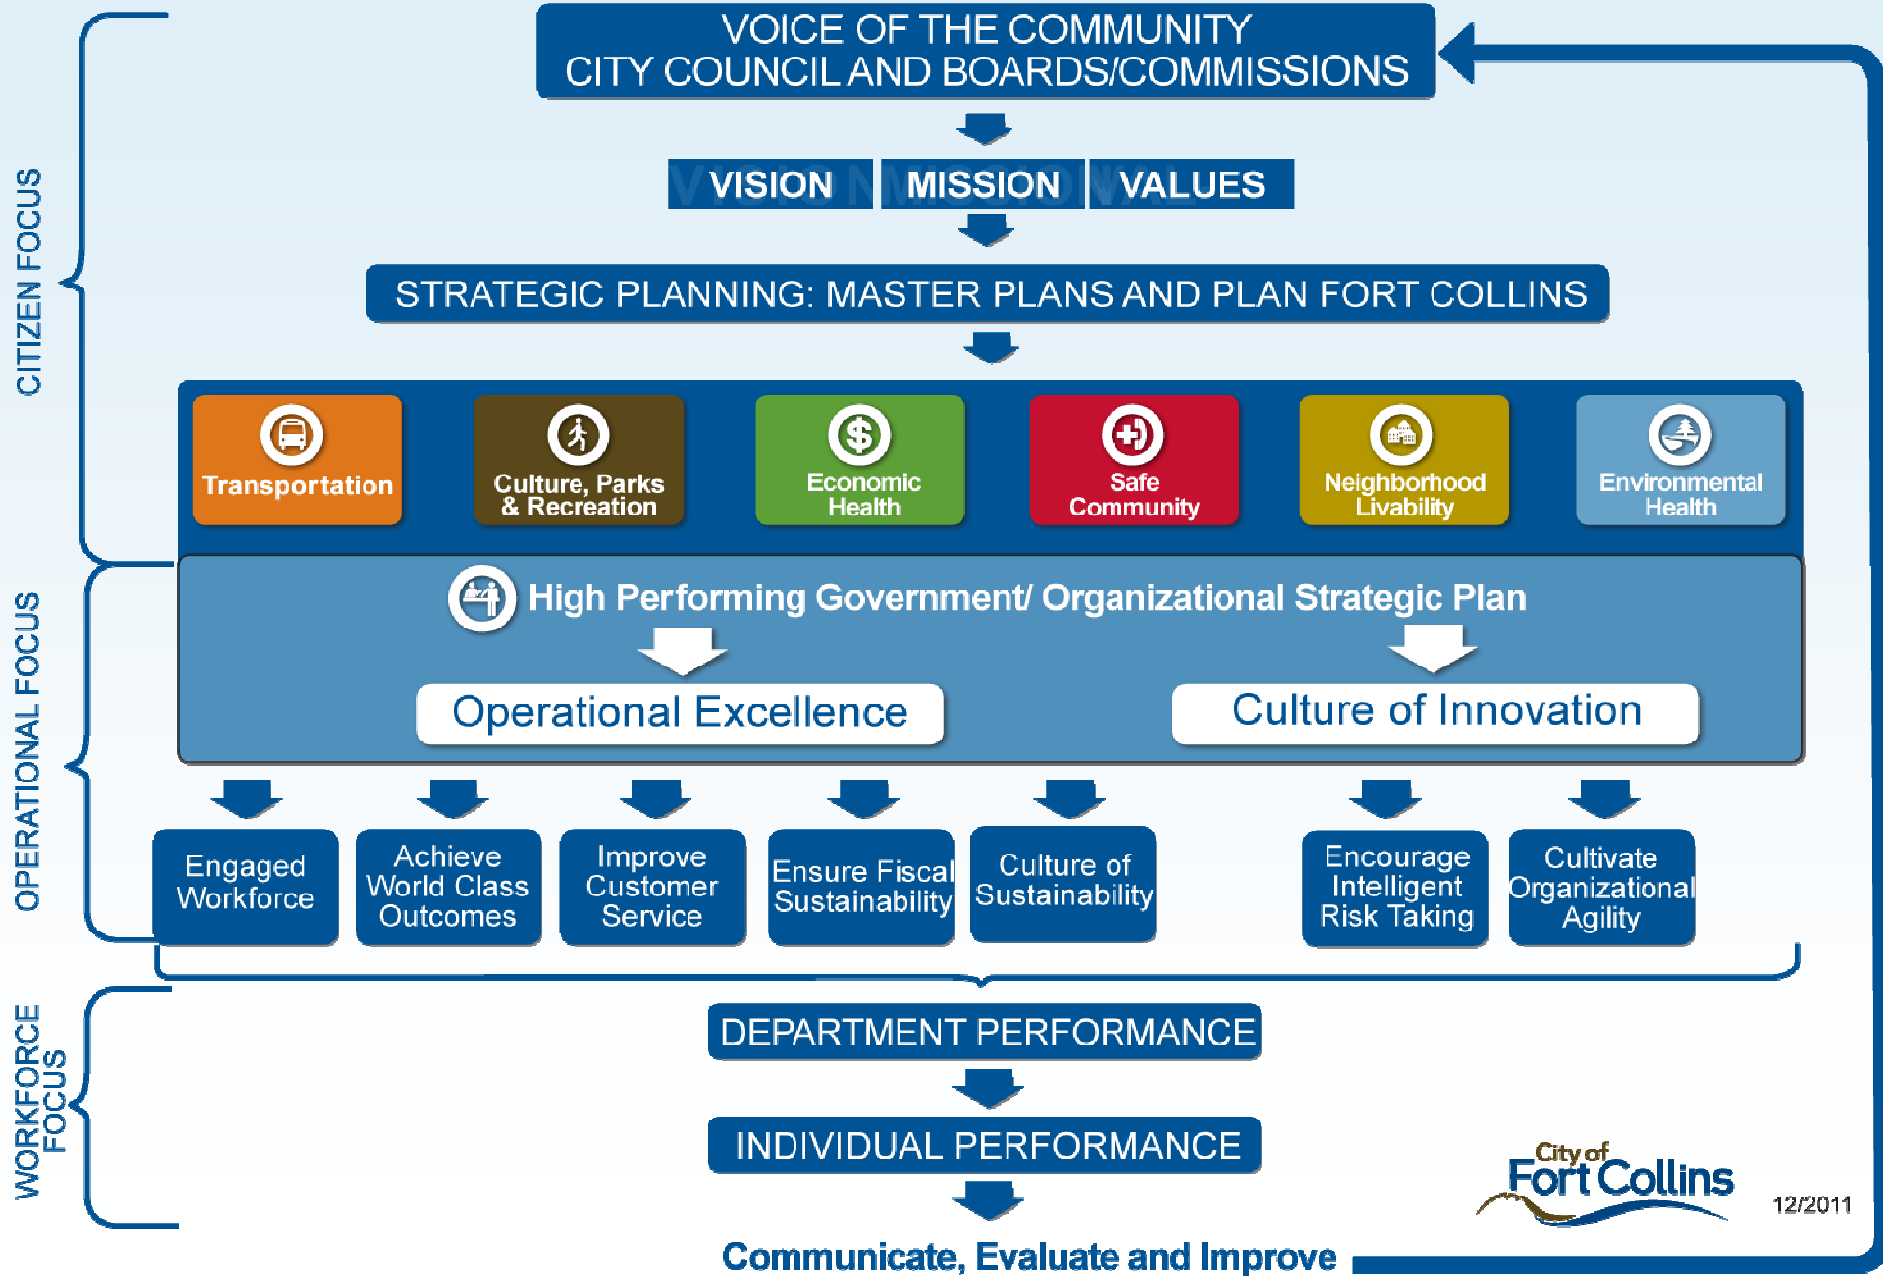 VOICE OF THE COMMUNITY
CITY COUNCIL AND BOARDS/COMMISSIONS
VISION
MISSION
VALUES
STRATEGIC PLANNING: MASTER PLANS AND PLAN FORT COLLINS
CITIZEN FOCUS
Transportation
Culture, Parks
& Recreation
Economic
Health
Safe
Community
Neighborhood
Livability
Environmental
Health
OPERATIONAL FOCUS
High Performing Government/ Organizational Strategic Plan
Operational Excellence
Culture of Innovation
Engaged
Workforce
Achieve
World Class
Outcomes
Improve
Customer
Service
Ensure Fiscal
Sustainability
Culture of
Sustainability
Encourage
Intelligent
Risk Taking
Cultivate
Organizational
Agility
WORKFORCE
FOCUS
DEPARTMENT PERFORMANCE
INDIVIDUAL PERFORMANCE
Communicate, Evaluate and Improve
City of
Fort Collins
12/2011